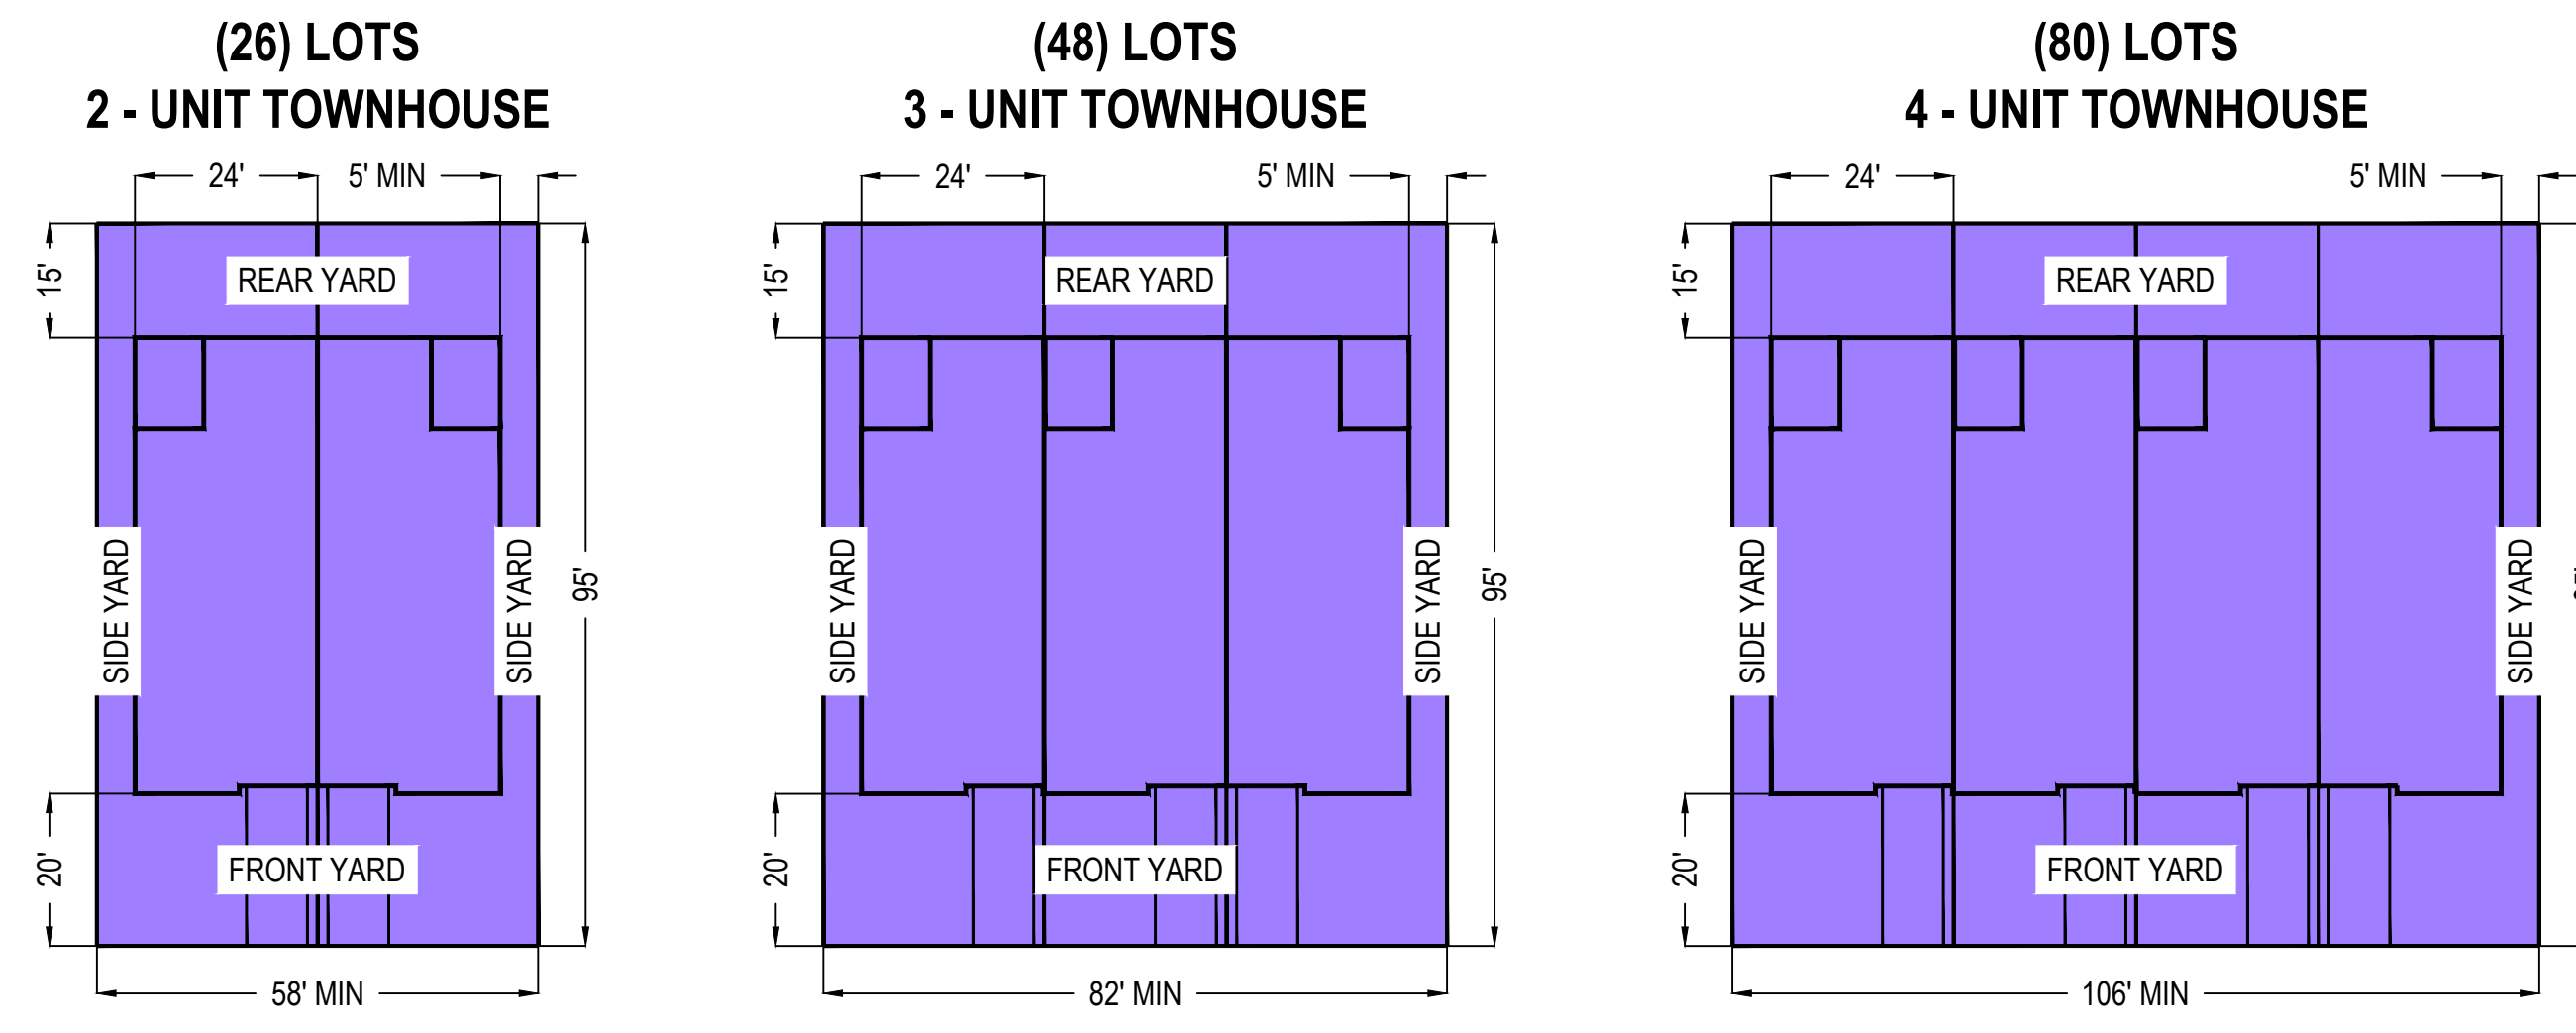 (26) LOTS
2 - UNIT TOWNHOUSE
24'
5' MIN
15'
REAR YARD
SIDE YARD
SIDE YARD
95'
20'
FRONT YARD
58' MIN
(48) LOTS
3 - UNIT TOWNHOUSE
24'
5' MIN
15'
REAR YARD
SIDE YARD
SIDE YARD
95'
20'
FRONT YARD
82' MIN
(80) LOTS
4 - UNIT TOWNHOUSE
24'
5' MIN
15'
REAR YARD
SIDE YARD
SIDE YARD
20'
FRONT YARD
106' MIN